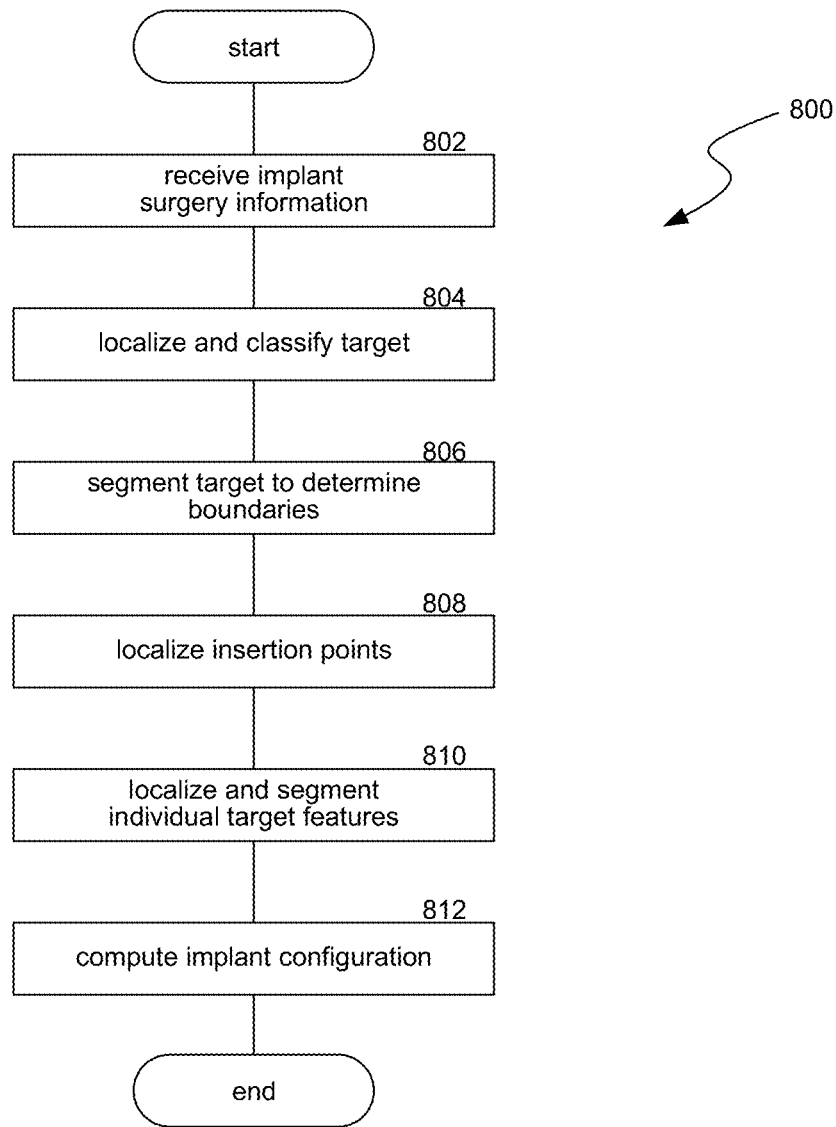 start
800
802
receive implant
surgery information
804
localize and classify target
806
segment target to determine
boundaries
808
localize insertion points
810
localize and segment
individual target features
812
compute implant configuration
end